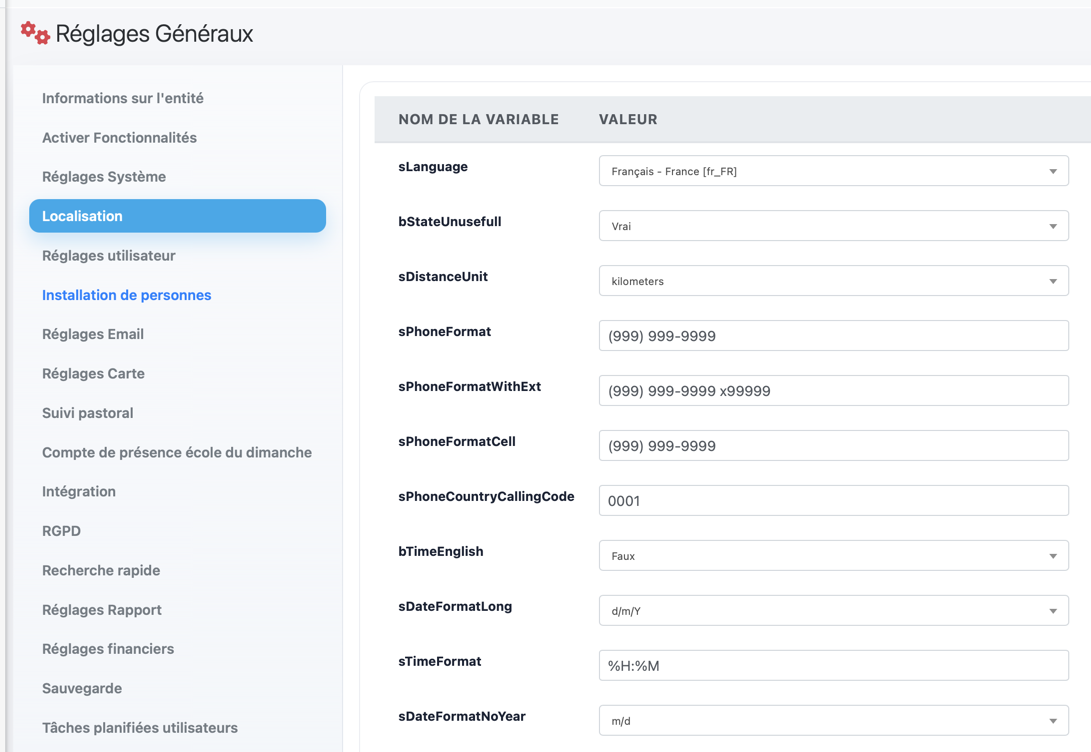 Réglages Généraux
Informations sur l'entité
Activer Fonctionnalités
Réglages Système
Localisation
Réglages utilisateur
Installation de personnes
Réglages Email
Réglages Carte
Suivi pastoral
Compte de présence école du dimanche
Intégration
RGPD
Recherche rapide
Réglages Rapport
Réglages financiers
Sauvegarde
Tâches planifiées utilisateurs
NOM DE LA VARIABLE VALEUR
sLanguage Français - France [fr_FR]
bStateUnusefull Vrai
sDistanceUnit kilometers
sPhoneFormat (999) 999-9999
sPhoneFormatWithExt (999) 999-9999 x99999
sPhoneFormatCell (999) 999-9999
sPhoneCountryCallingCode 0001
bTimeEnglish Faux
sDateFormatLong d/m/Y
sTimeFormat %H:%M
sDateFormatNoYear m/d